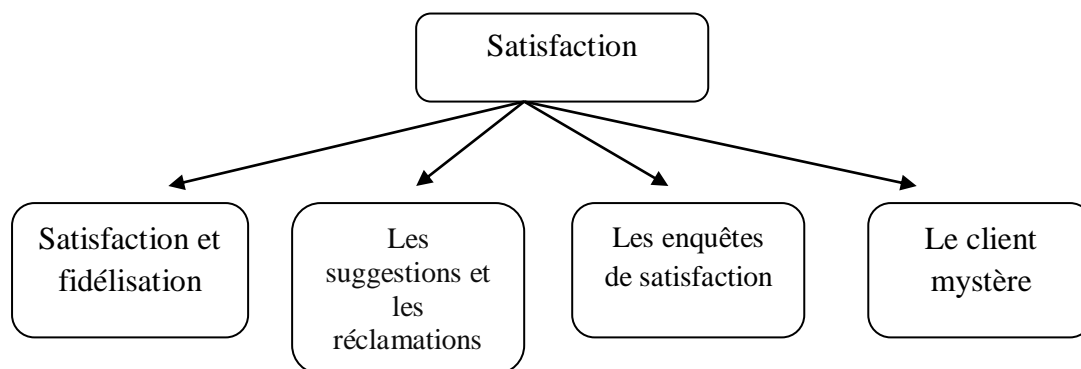 Satisfaction
Satisfaction et
fidélisation
Les
suggestions et
les
réclamations
Les enquêtes
de satisfaction
Le client
mystère